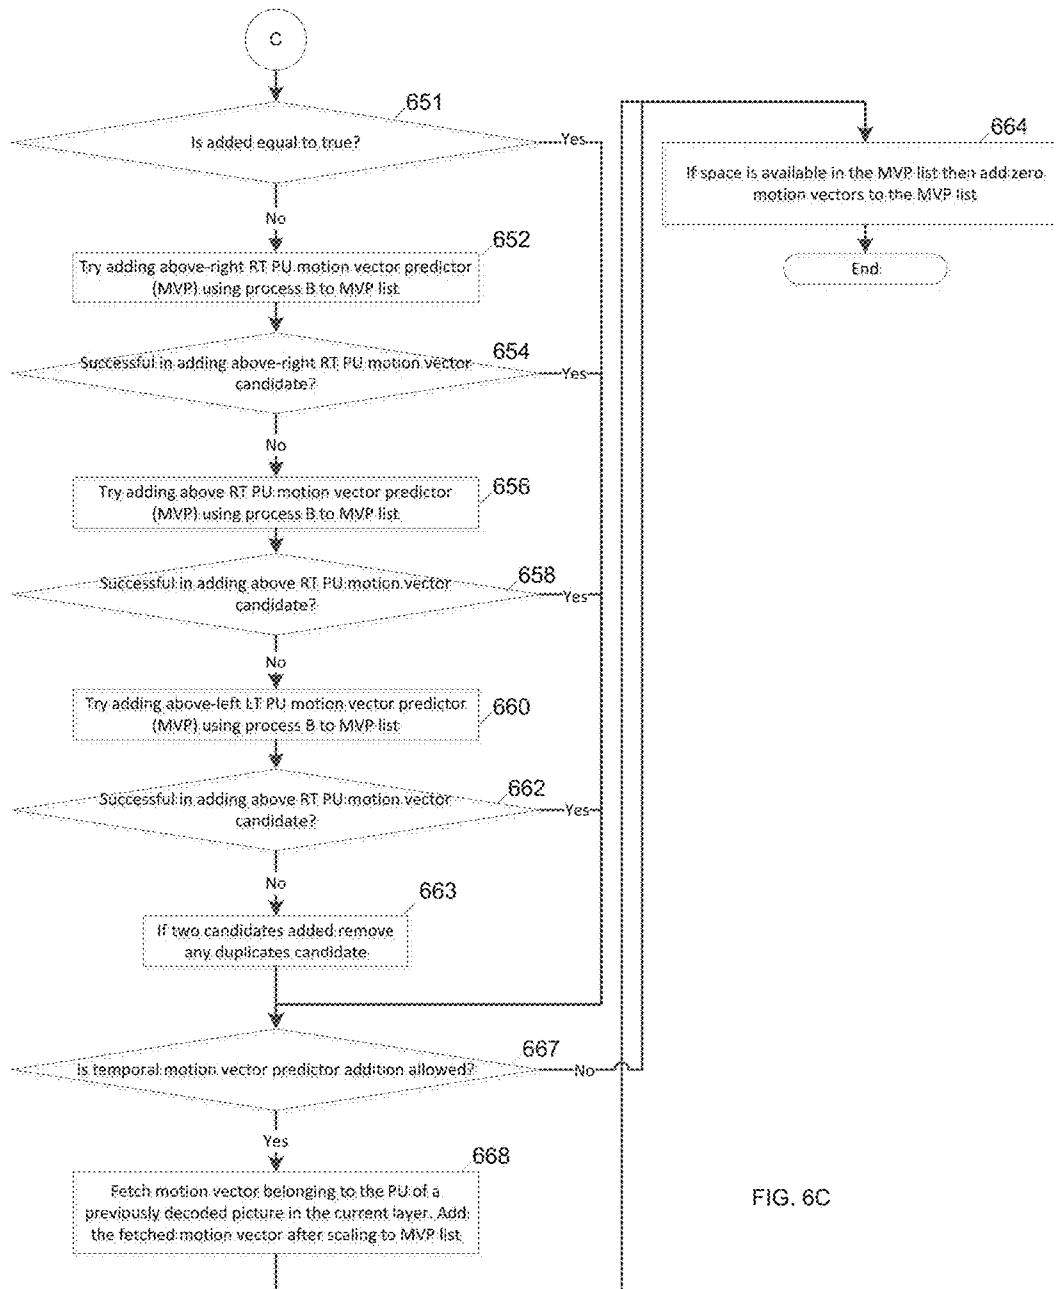 C
651
Is added equal to true?
Yes
No
652
Try adding above-right RT PU motion vector predictor
(MVP) using process B to MVP list
654
Successful in adding above-right RT PU motion vector
candidate?
Yes
No
656
Try adding above RT PU motion vector predictor
(MVP) using process B to MVP list
658
Successful in adding above RT PU motion vector
candidate?
Yes
No
660
Try adding above-left LT PU motion vector predictor
(MVP) using process B to MVP list
662
Successful in adding above RT PU motion vector
candidate?
Yes
No
663
If two candidates added remove
any duplicates candidate
667
Is temporal motion vector predictor addition allowed?
No
Yes
668
Fetch motion vector belonging to the PU of a
previously decoded picture in the current layer. Add
the fetched motion vector after scaling to MVP list
664
If space is available in the MVP list then add zero
motion vectors to the MVP list
End
FIG. 6C